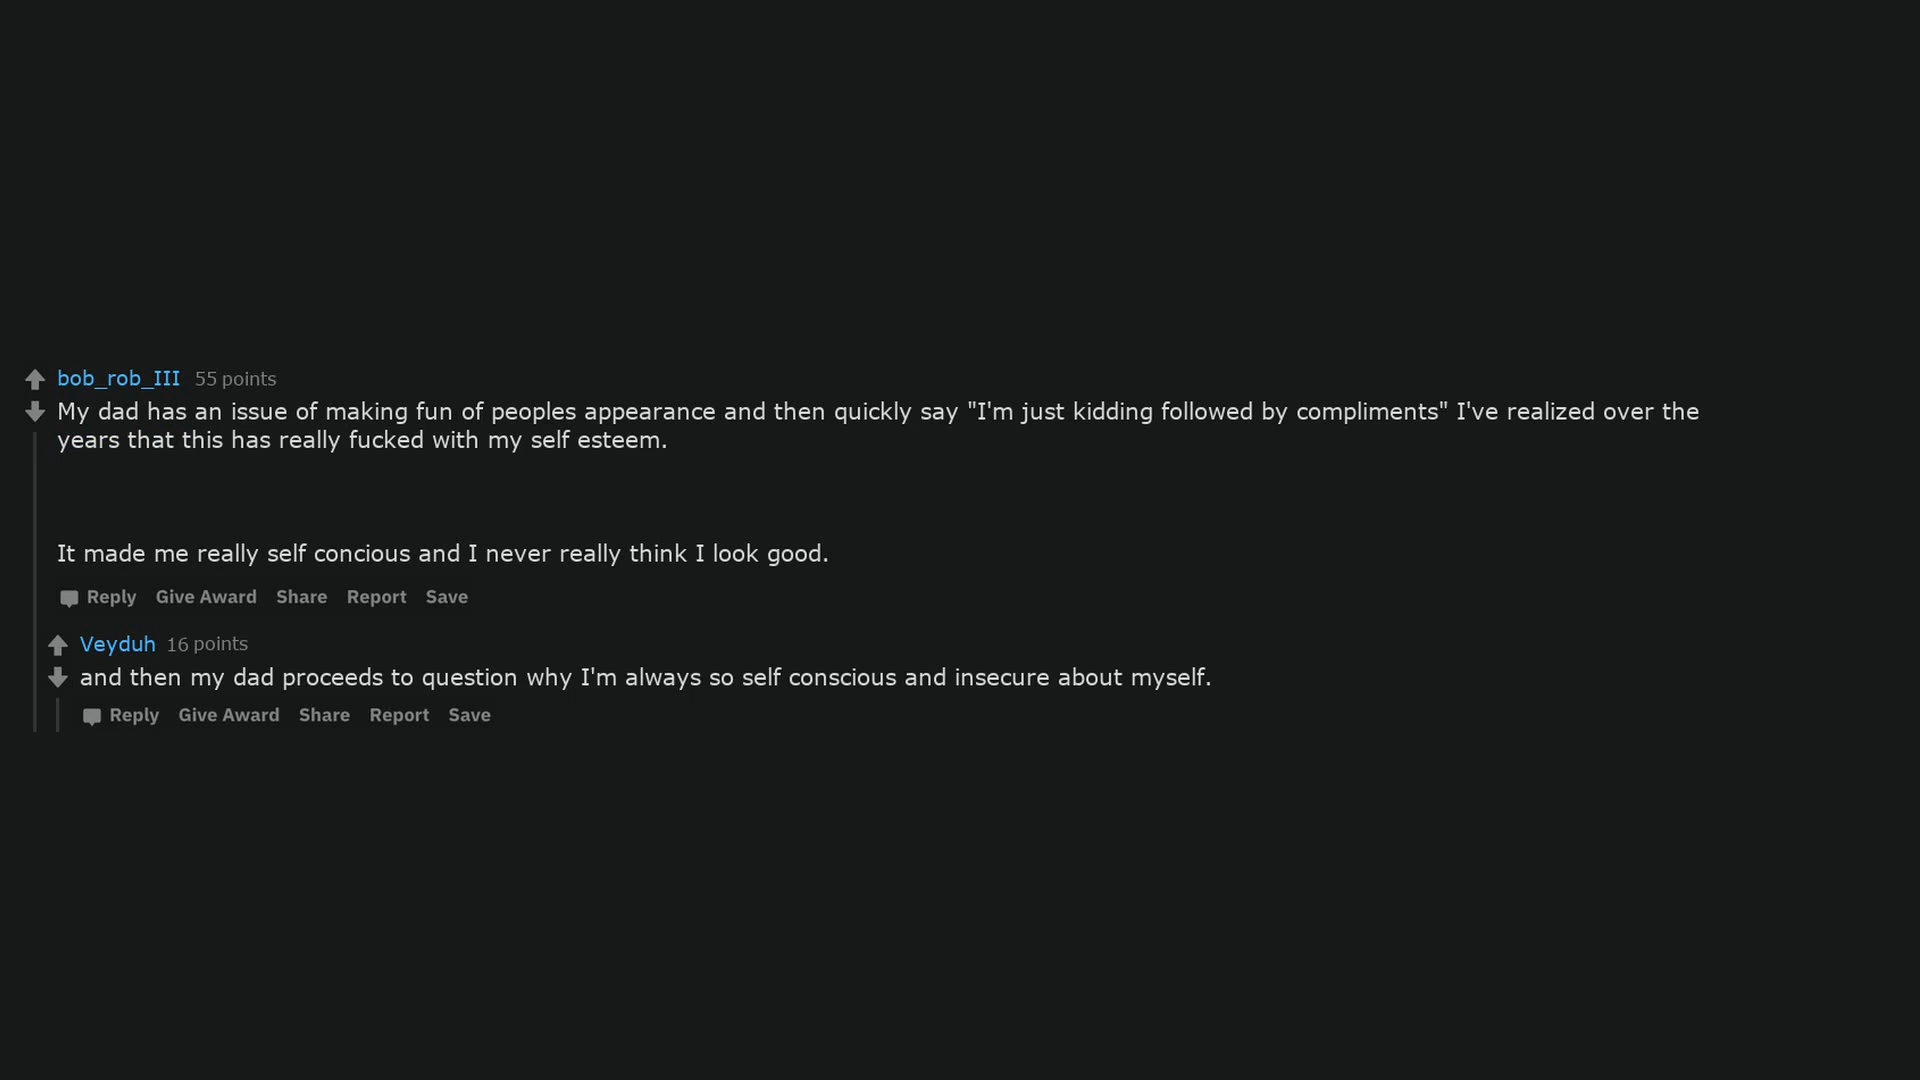 bob_rob_III 55 points
My dad has an issue of making fun of peoples appearance and then quickly say "I'm just kidding followed by compliments" I've realized over the
years that this has really fucked with my self esteem.
It made me really self concious and I never really think I look good.
Reply Give Award Share Report Save
Veyduh 16 points
and then my dad proceeds to question why I'm always so self conscious and insecure about myself.
Reply Give Award Share Report Save